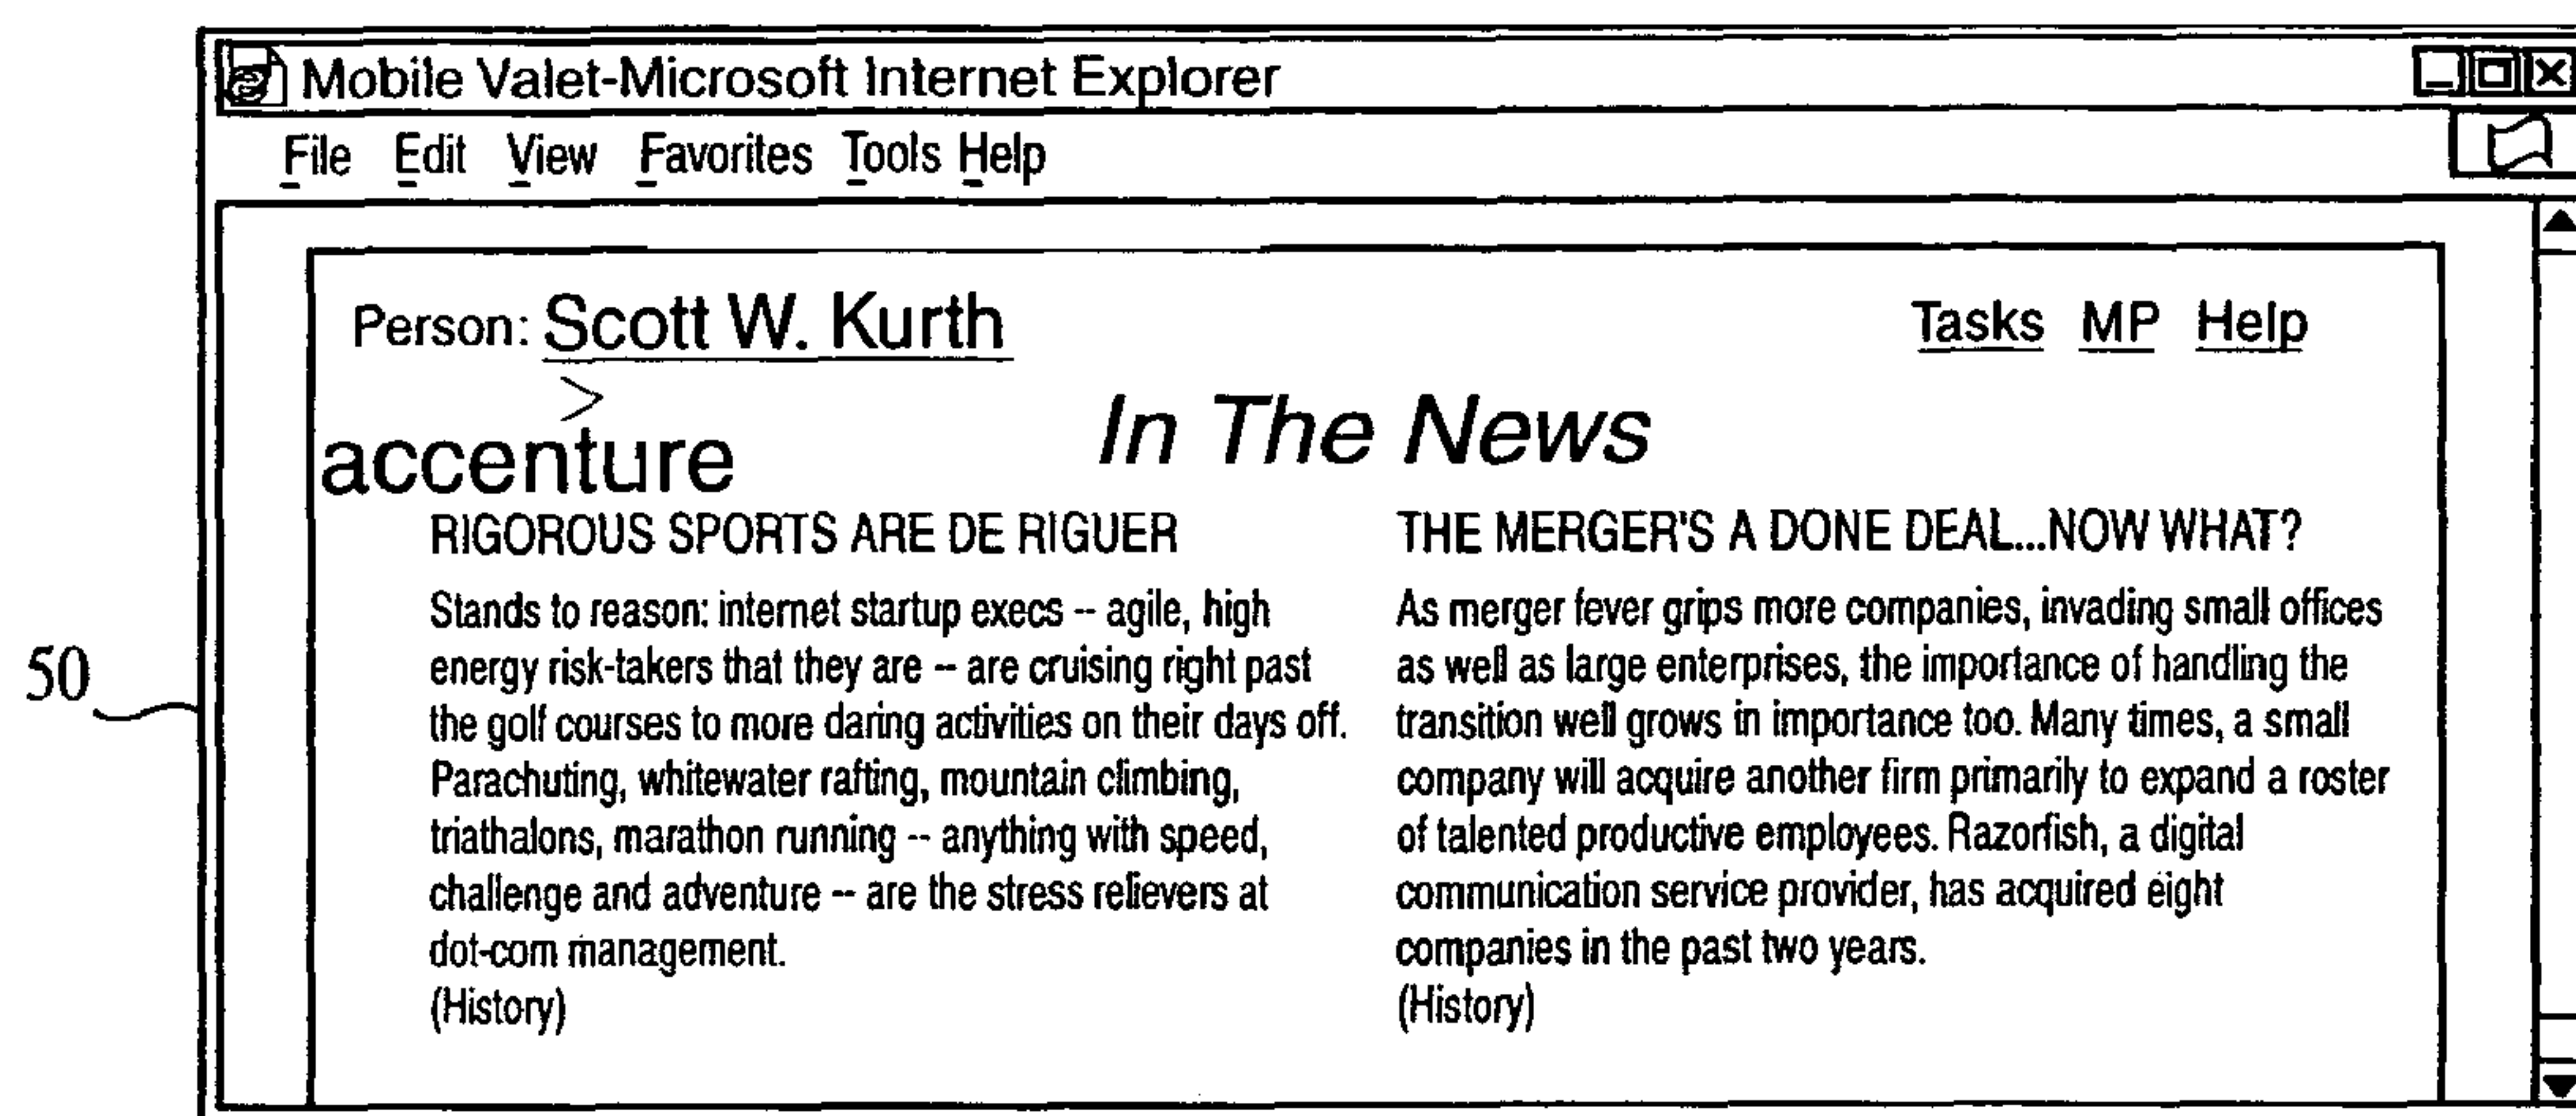 Mobile Valet-Microsoft Internet Explorer
File Edit View Favorites Tools Help
Person: Scott W. Kurth
Tasks MP Help
>
accenture
In The News
RIGOROUS SPORTS ARE DE RIGUER
Stands to reason: internet startup execs -- agile, high
energy risk-takers that they are -- are cruising right past
the golf courses to more daring activities on their days off.
Parachuting, whitewater rafting, mountain climbing,
triathalons, marathon running -- anything with speed,
challenge and adventure -- are the stress relievers at
dot-com management.
(History)
THE MERGER'S A DONE DEAL...NOW WHAT?
As merger fever grips more companies, invading small offices
as well as large enterprises, the importance of handling the
transition well grows in importance too. Many times, a small
company will acquire another firm primarily to expand a roster
of talented productive employees. Razorfish, a digital
communication service provider, has acquired eight
companies in the past two years.
(History)
50